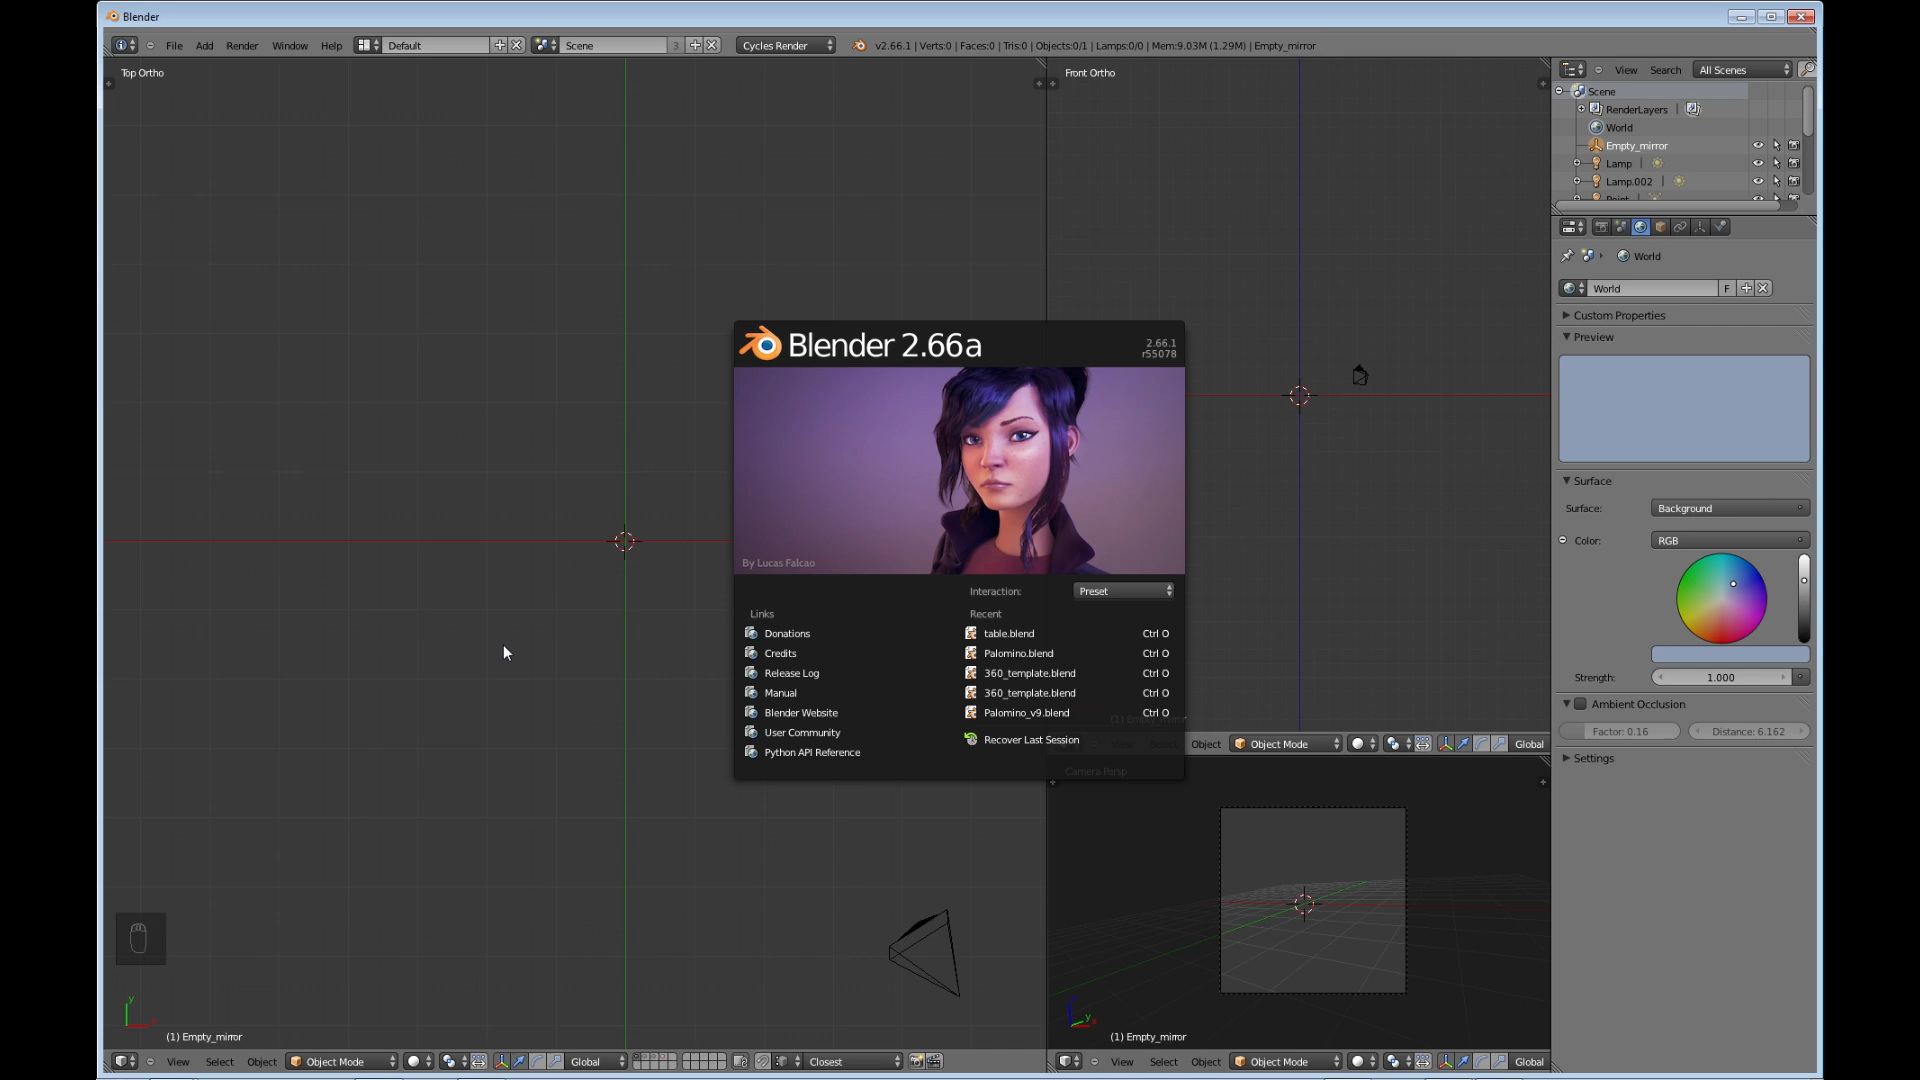 Blender
File Add Render Window Help Default Scene 3 Cycles Render v2.66.1 | Verts:0 | Faces:0 | Tris:0 | Objects:0/1 | Lamps:0/0 | Mem:9.03M (1.29M) | Empty_mirror
Top Ortho
Front Ortho
View Search All Scenes
Scene
RenderLayers
World
Empty_mirror
Lamp
Lamp.002
World
World F
Custom Properties
Preview
Surface
Surface: Background
Color: RGB
Strength: 1.000
Ambient Occlusion
Factor: 0.16 Distance: 6.162
Settings
Blender 2.66a
2.66.1
r55078
By Lucas Falcao
Interaction: Preset
Links
Donations
Credits
Release Log
Manual
Blender Website
User Community
Python API Reference
Recent
table.blend Ctrl O
Palomino.blend Ctrl O
360_template.blend Ctrl O
360_template.blend Ctrl O
Palomino_v9.blend Ctrl O
Recover Last Session
Object Object Mode Global
Camera Persp
y
(1) Empty_mirror
View Select Object Object Mode Global Closest
y x
(1) Empty_mirror
View Select Object Object Mode Global